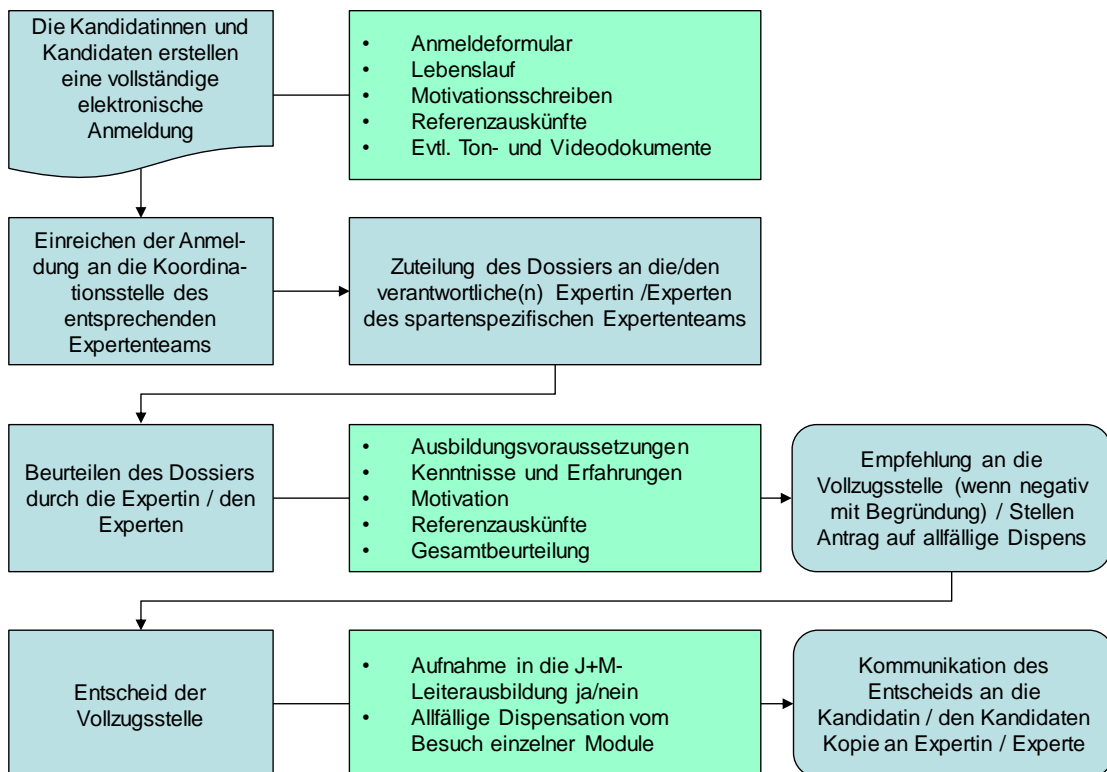 Die Kandidatinnen und
Kandidaten erstellen
eine vollständige
elektronische
Anmeldung
• Anmeldeformular
• Lebenslauf
• Motivationsschreiben
• Referenzauskünfte
• Evtl. Ton- und Videodokumente
Einreichen der Anmel-
dung an die Koordina-
tionsstelle des
entsprechenden
Expertenteams
Zuteilung des Dossiers an die/den
verantwortliche(n) Expertin /Experten
des spartenspezifischen Expertenteams
Beurteilen des Dossiers
durch die Expertin / den
Experten
• Ausbildungsvoraussetzungen
• Kenntnisse und Erfahrungen
• Motivation
• Referenzauskünfte
• Gesamtbeurteilung
Empfehlung an die
Vollzugsstelle (wenn negativ
mit Begründung) / Stellen
Antrag auf allfällige Dispens
Entscheid der
Vollzugsstelle
• Aufnahme in die J+M-
Leiterausbildung ja/nein
• Allfällige Dispensation vom
Besuch einzelner Module
Kommunikation des
Entscheids an die
Kandidatin / den Kandidaten
Kopie an Expertin / Experte